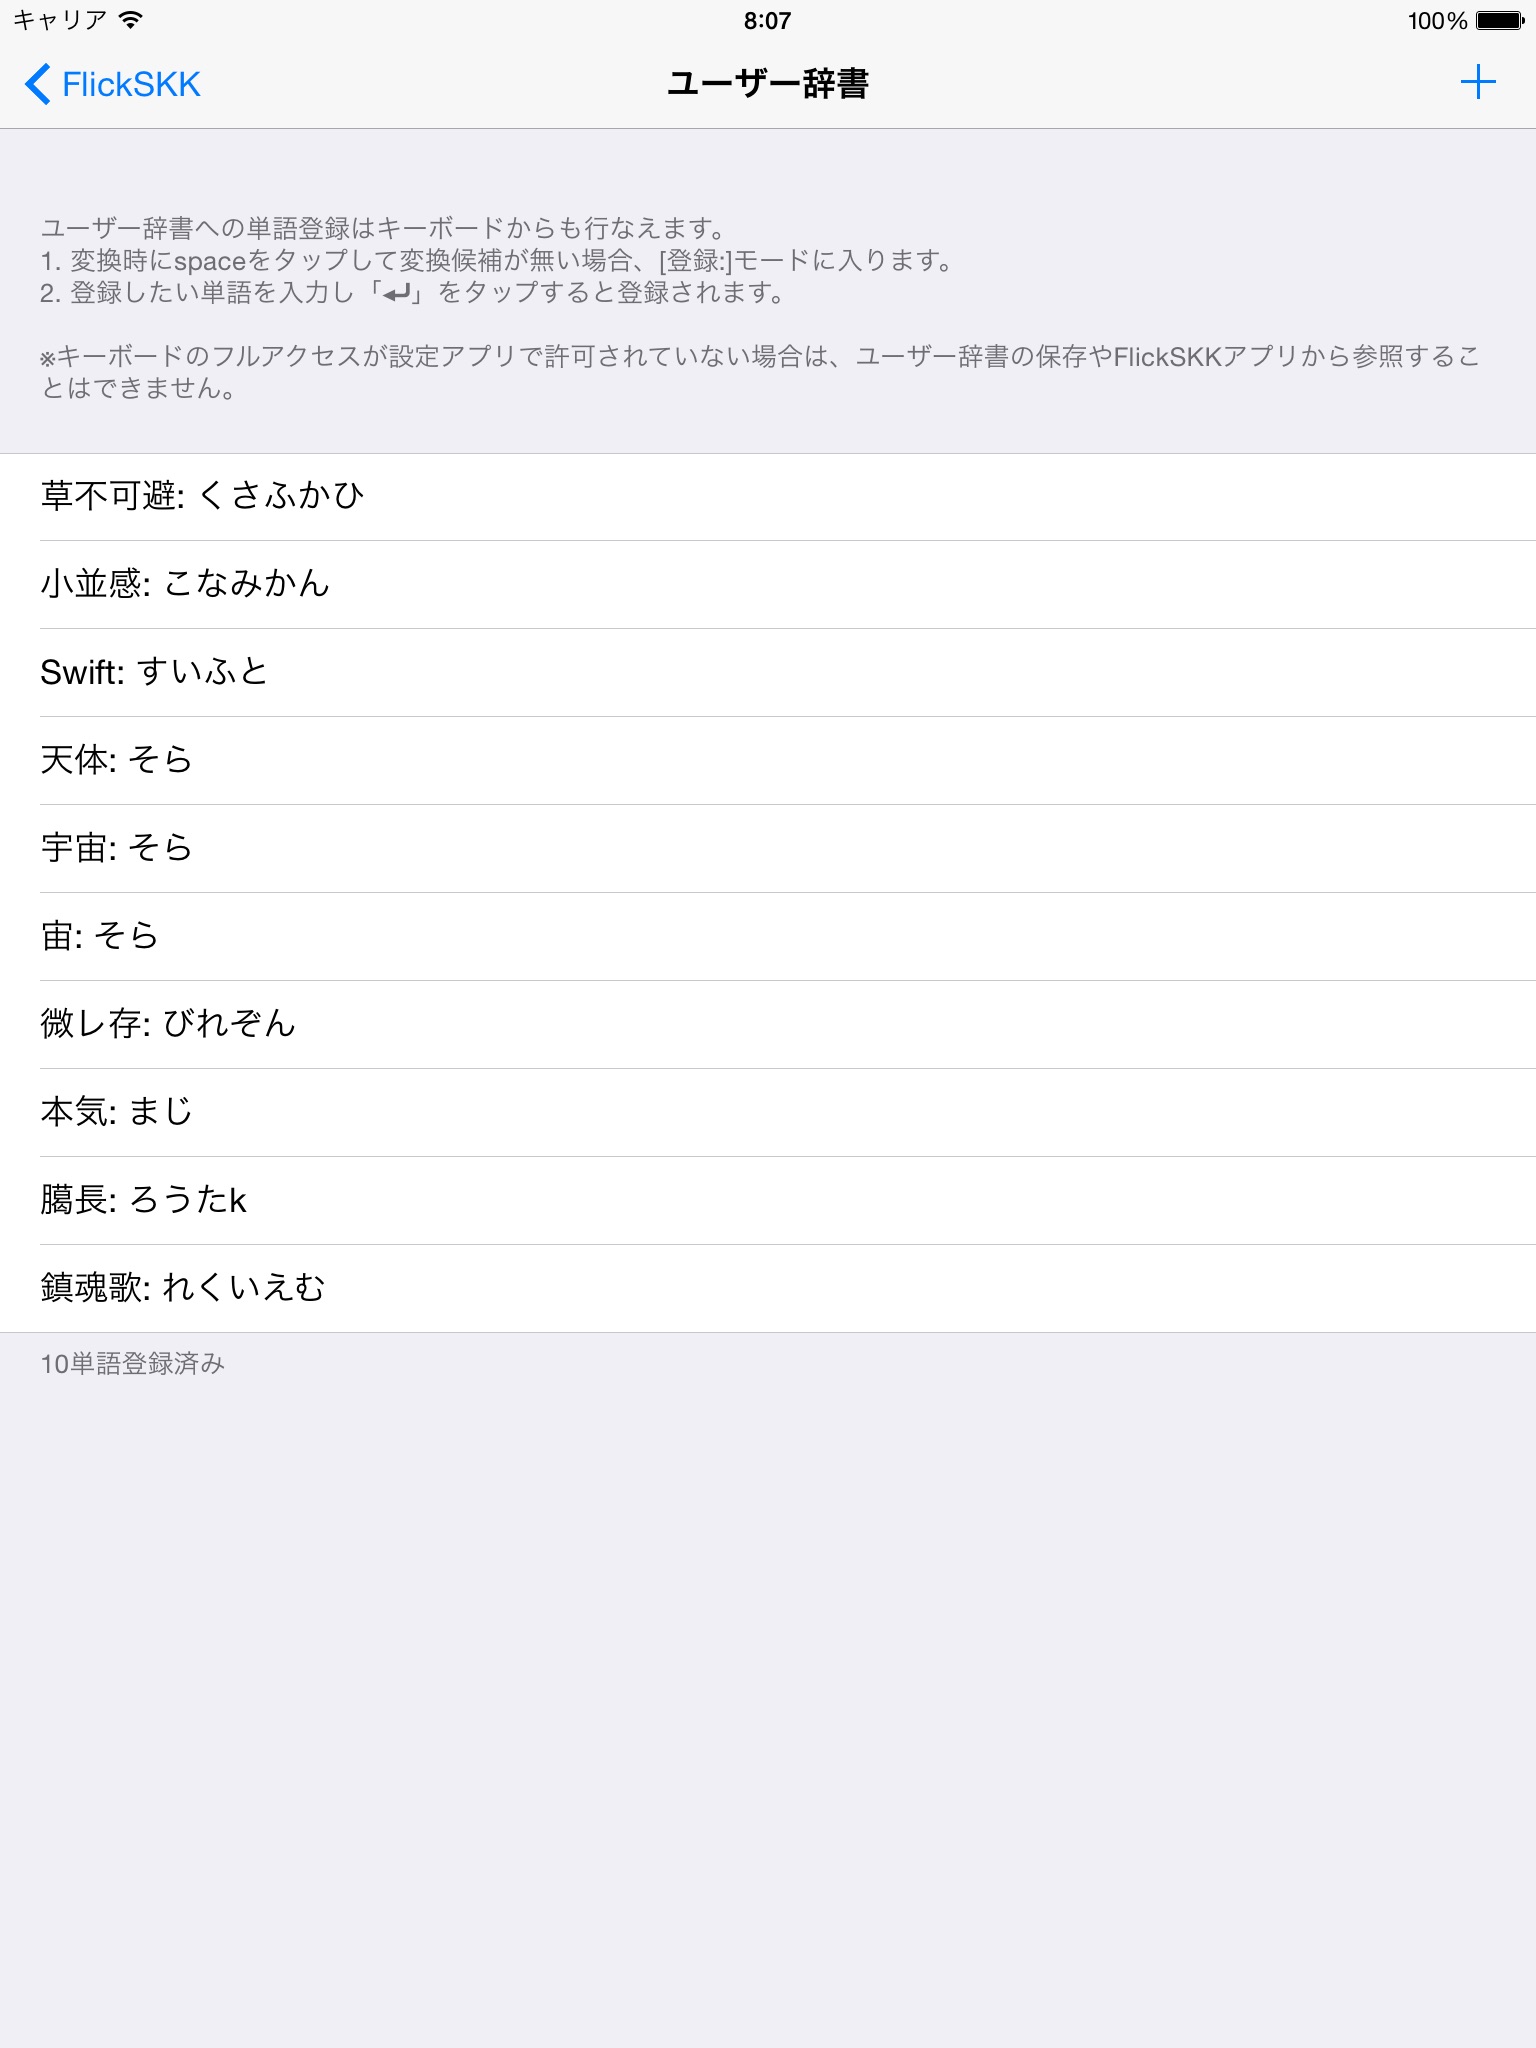 キャリア 8:07 100%
FlickSKK ユーザー辞書
ユーザー辞書への単語登録はキーボードからも行なえます。
1. 変換時にspaceをタップして変換候補が無い場合、[登録:]モードに入ります。
2. 登録したい単語を入力し「⏎」をタップすると登録されます。
※キーボードのフルアクセスが設定アプリで許可されていない場合は、ユーザー辞書の保存やFlickSKKアプリから参照するこ
とはできません。
草不可避: くさふかひ
小並感: こなみかん
Swift: すいふと
天体: そら
宇宙: そら
宙: そら
微レ存: びれぞん
本気: まじ
臈長: ろうたk
鎮魂歌: れくいえむ
10単語登録済み